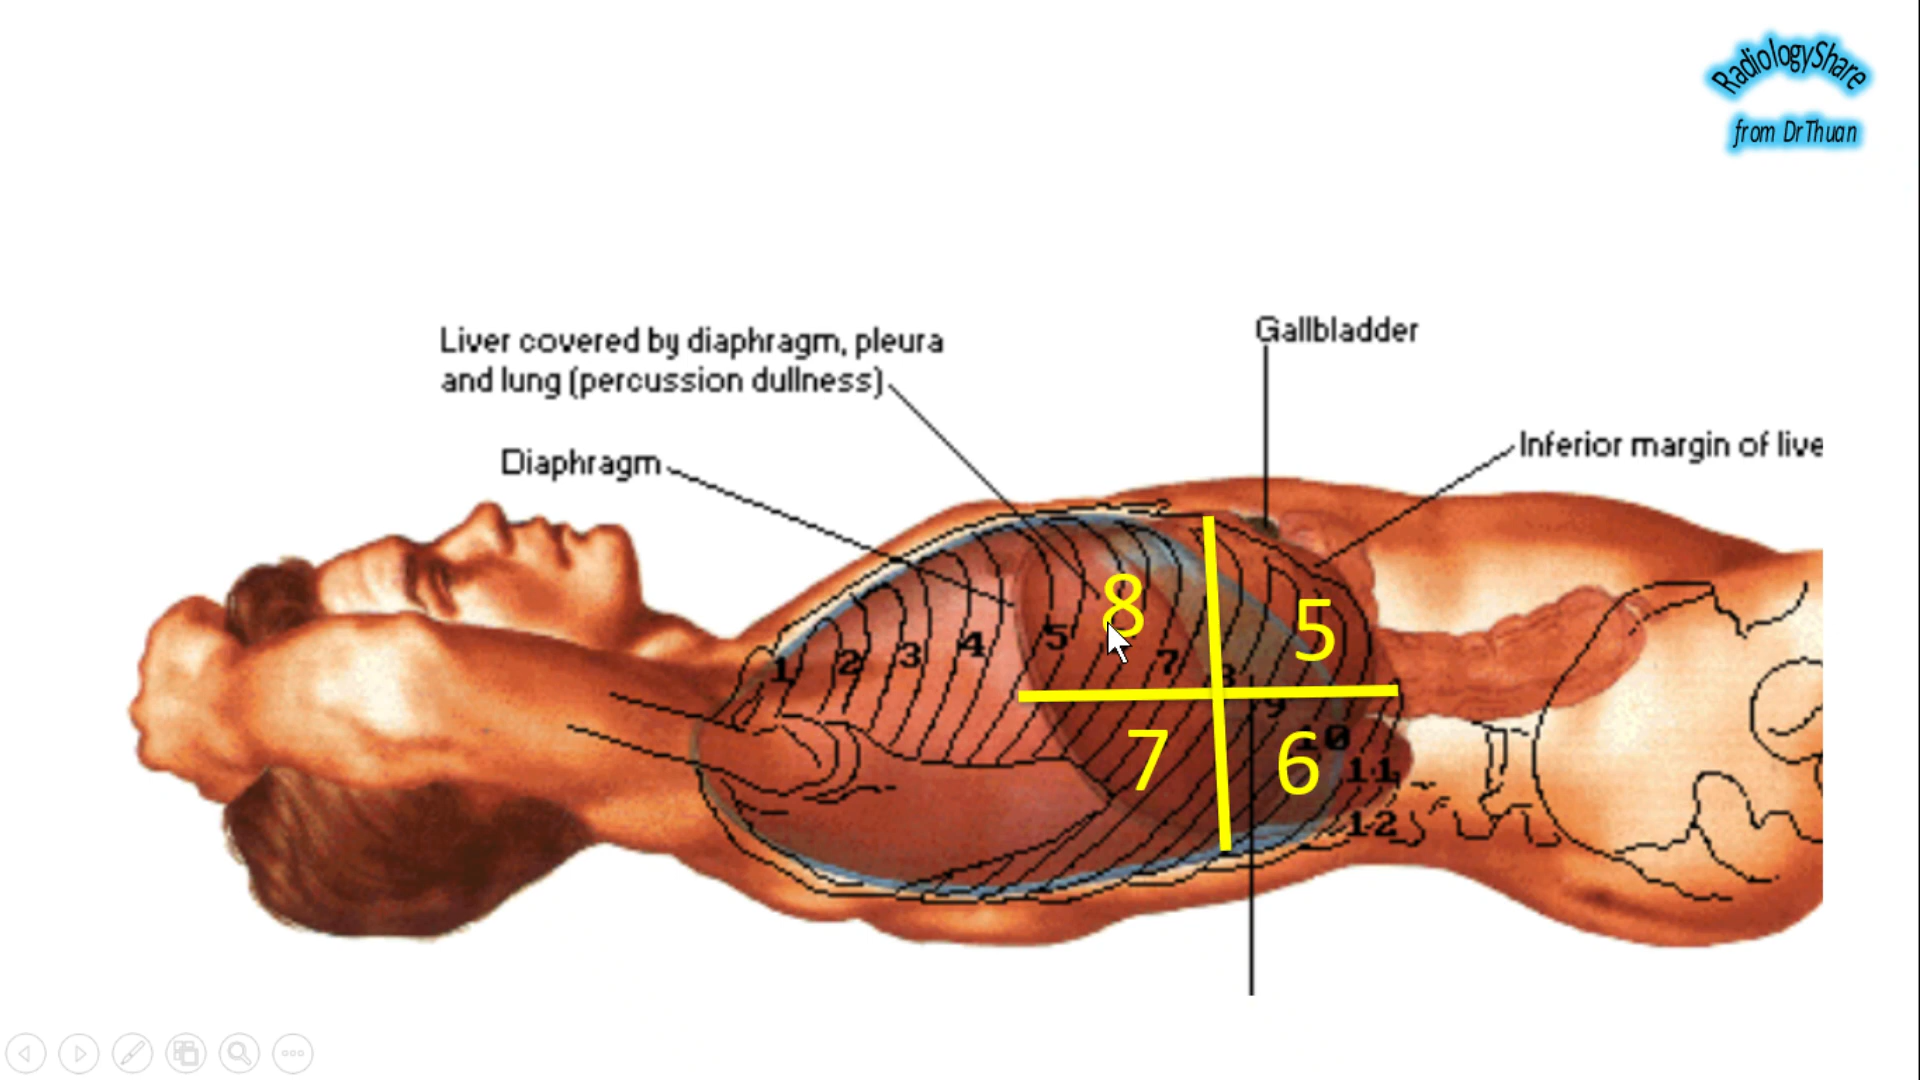 RadiologyShare
from DrThuan
Liver covered by diaphragm, pleura
and lung (percussion dullness)
Diaphragm
Gallbladder
Inferior margin of live
1
2
3
4
5
7
8
9
10
11
12
8
5
7
6